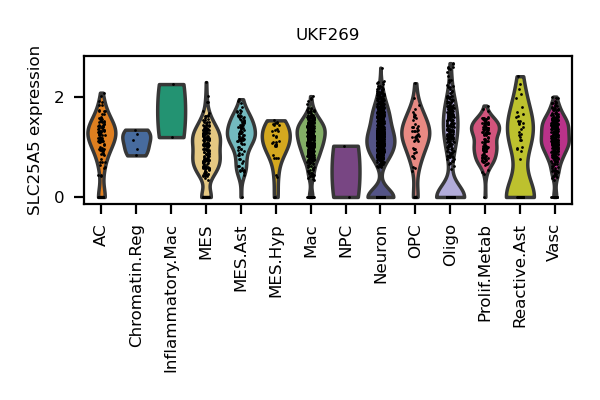 UKF269
SLC25A5 expression
2
0
AC
Chromatin.Reg
Inflammatory.Mac
MES
MES.Ast
MES.Hyp
Mac
NPC
Neuron
OPC
Oligo
Prolif.Metab
Reactive.Ast
Vasc